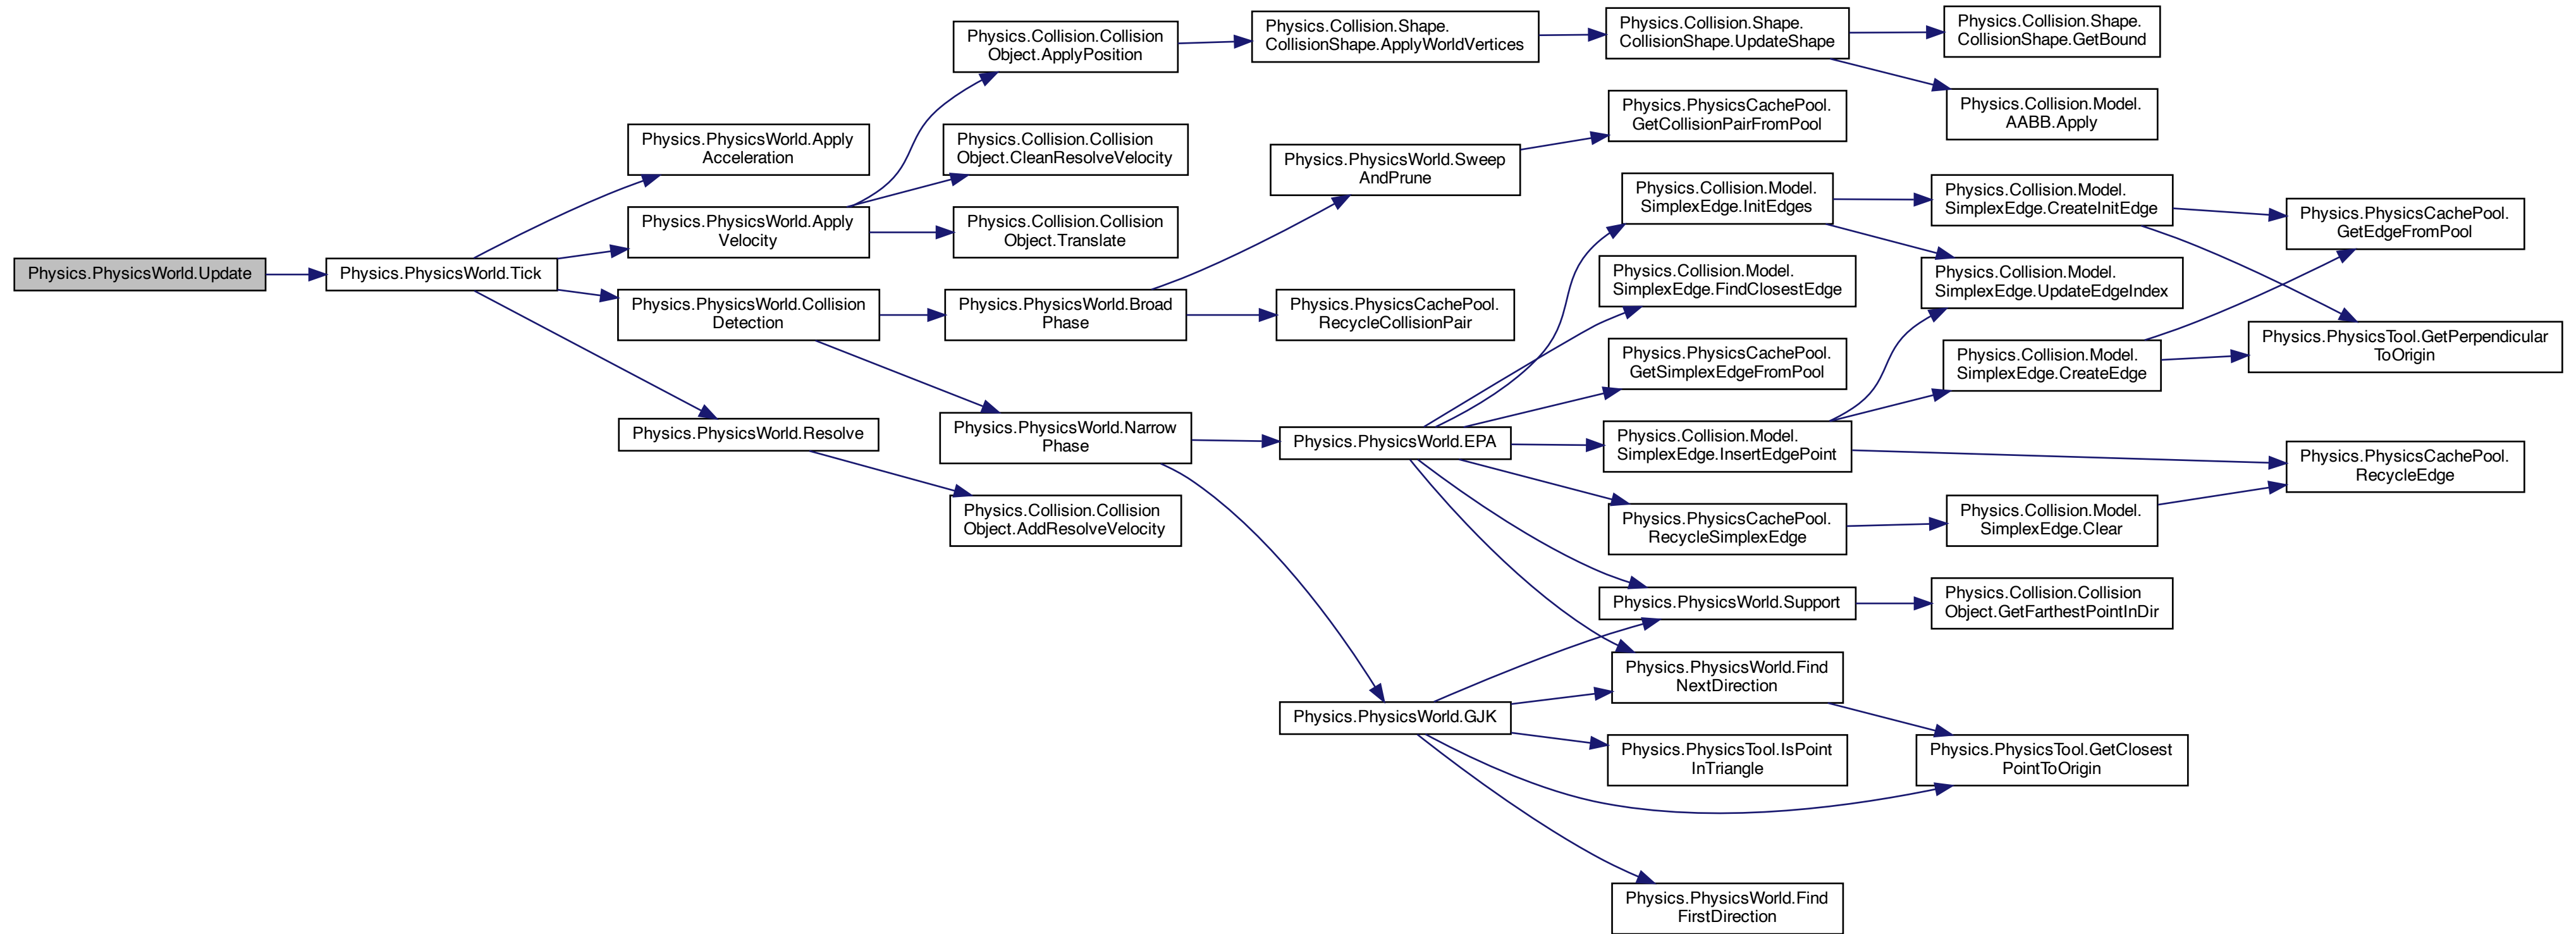 Physics.PhysicsWorld.Update
Physics.PhysicsWorld.Tick
Physics.PhysicsWorld.Apply
Acceleration
Physics.PhysicsWorld.Apply
Velocity
Physics.PhysicsWorld.Collision
Detection
Physics.PhysicsWorld.Resolve
Physics.Collision.Collision
Object.ApplyPosition
Physics.Collision.Collision
Object.CleanResolveVelocity
Physics.Collision.Collision
Object.Translate
Physics.PhysicsWorld.Broad
Phase
Physics.PhysicsWorld.Narrow
Phase
Physics.Collision.Collision
Object.AddResolveVelocity
Physics.Collision.Shape.
CollisionShape.ApplyWorldVertices
Physics.PhysicsWorld.Sweep
AndPrune
Physics.PhysicsCachePool.
RecycleCollisionPair
Physics.PhysicsWorld.EPA
Physics.PhysicsWorld.GJK
Physics.Collision.Shape.
CollisionShape.UpdateShape
Physics.PhysicsCachePool.
GetCollisionPairFromPool
Physics.Collision.Model.
SimplexEdge.InitEdges
Physics.Collision.Model.
SimplexEdge.FindClosestEdge
Physics.PhysicsCachePool.
GetSimplexEdgeFromPool
Physics.Collision.Model.
SimplexEdge.InsertEdgePoint
Physics.PhysicsCachePool.
RecycleSimplexEdge
Physics.PhysicsWorld.Support
Physics.PhysicsWorld.Find
NextDirection
Physics.PhysicsTool.IsPoint
InTriangle
Physics.PhysicsWorld.Find
FirstDirection
Physics.Collision.Shape.
CollisionShape.GetBound
Physics.Collision.Model.
AABB.Apply
Physics.Collision.Model.
SimplexEdge.CreateInitEdge
Physics.Collision.Model.
SimplexEdge.UpdateEdgeIndex
Physics.Collision.Model.
SimplexEdge.CreateEdge
Physics.Collision.Model.
SimplexEdge.Clear
Physics.Collision.Collision
Object.GetFarthestPointInDir
Physics.PhysicsTool.GetClosest
PointToOrigin
Physics.PhysicsCachePool.
GetEdgeFromPool
Physics.PhysicsTool.GetPerpendicular
ToOrigin
Physics.PhysicsCachePool.
RecycleEdge